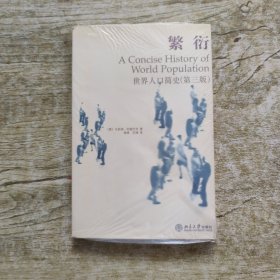 繁衍
A Concise History of
World Population
世界人口简史(第三版)
北京大学出版社